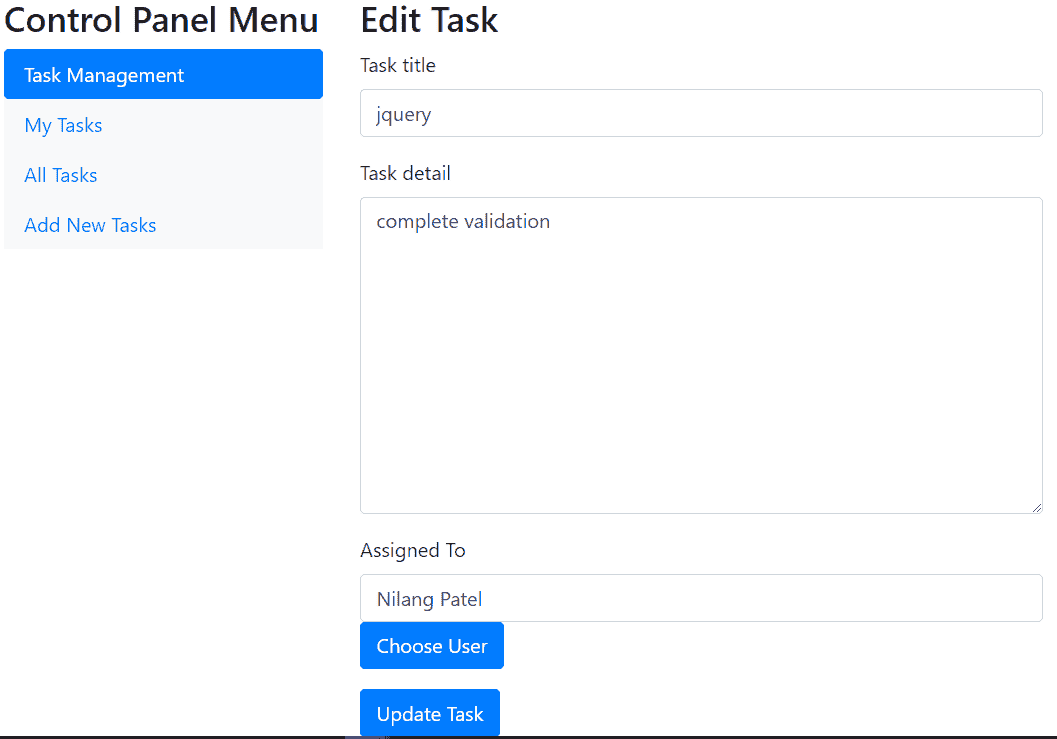 Control Panel Menu
Task Management
My Tasks
All Tasks
Add New Tasks
Edit Task
Task title
jquery
Task detail
complete validation
Assigned To
Nilang Patel
Choose User
Update Task